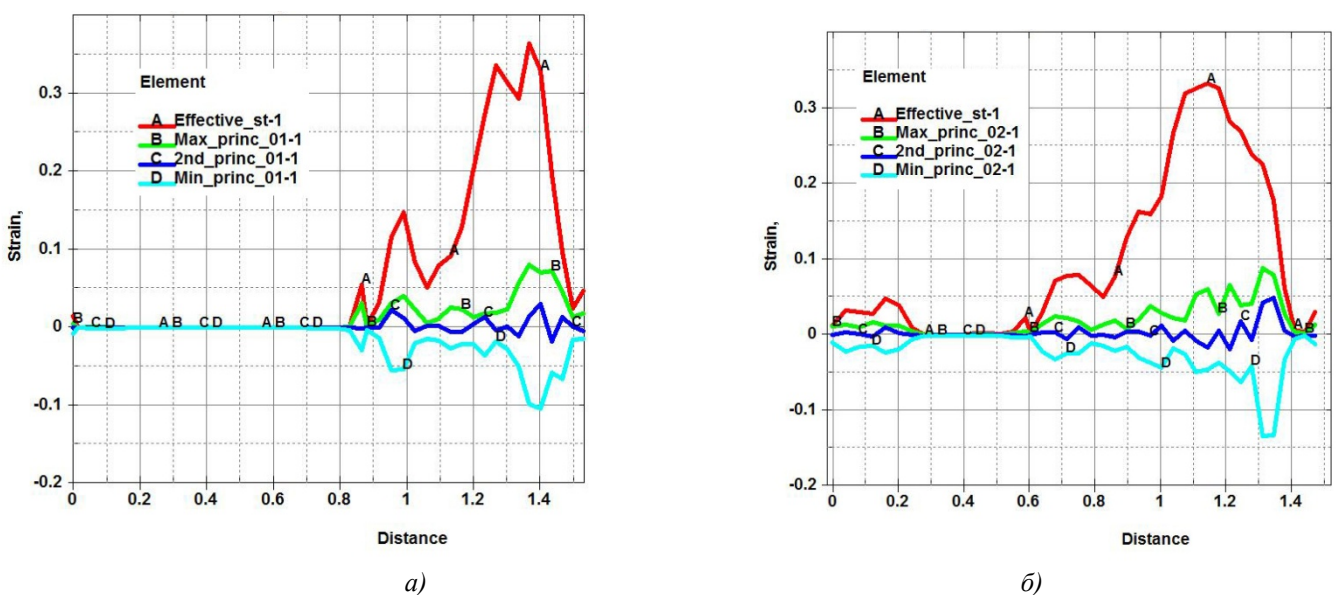 Element
A Effective_st-1
B Max_princ_01-1
C 2nd_princ_01-1
D Min_princ_01-1
Strain,
0.3
0.2
0.1
0
-0.1
-0.2
0 0.2 0.4 0.6 0.8 1 1.2 1.4
Distance
A A A
B B B B B B
C C C C C C
D D D D D D
а)
Element
A Effective_st-1
B Max_princ_02-1
C 2nd_princ_02-1
D Min_princ_02-1
Strain,
0.3
0.2
0.1
0
-0.1
-0.2
0 0.2 0.4 0.6 0.8 1 1.2 1.4
Distance
б)